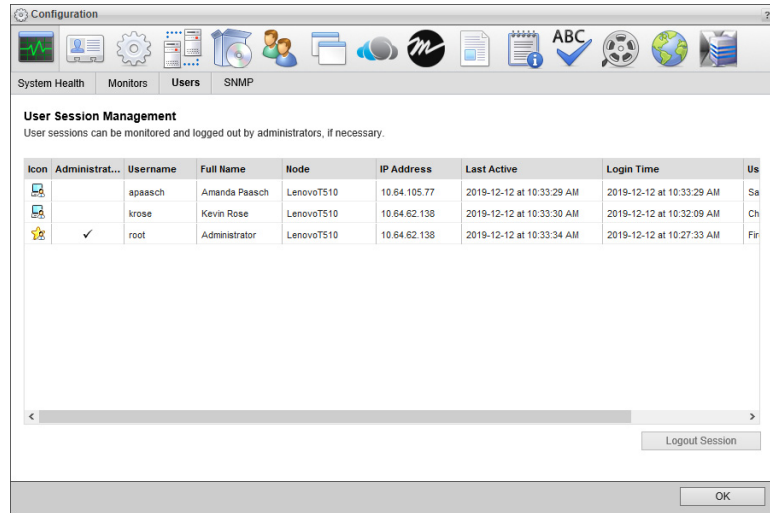 Configuration
?
m
ABC
System Health Monitors Users SNMP
User Session Management
User sessions can be monitored and logged out by administrators, if necessary.
Icon Administrat... Username Full Name Node IP Address Last Active Login Time Us
apaasch Amanda Paasch LenovoT510 10.64.105.77 2019-12-12 at 10:33:29 AM 2019-12-12 at 10:33:29 AM Sa
krose Kevin Rose LenovoT510 10.64.62.138 2019-12-12 at 10:33:30 AM 2019-12-12 at 10:32:09 AM Ch
✓ root Administrator LenovoT510 10.64.62.138 2019-12-12 at 10:33:34 AM 2019-12-12 at 10:27:33 AM Fir
Logout Session
OK